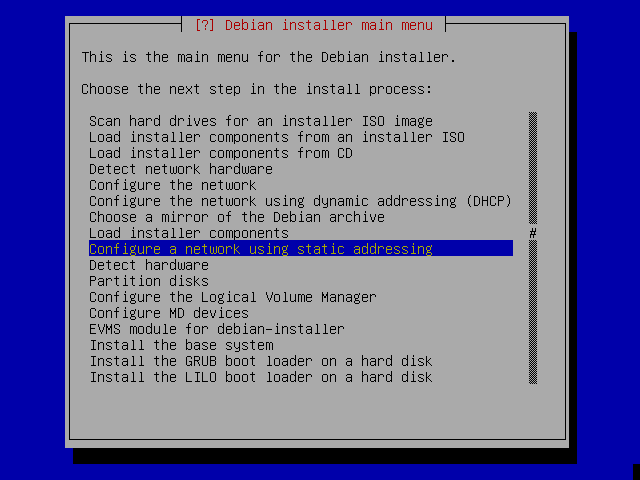 [?] Debian installer main menu
This is the main menu for the Debian installer.
Choose the next step in the install process:
Scan hard drives for an installer ISO image
Load installer components from an installer ISO
Load installer components from CD
Detect network hardware
Configure the network
Configure the network using dynamic addressing (DHCP)
Choose a mirror of the Debian archive
Load installer components #
Configure a network using static addressing
Detect hardware
Partition disks
Configure the Logical Volume Manager
Configure MD devices
EVMS module for debian-installer
Install the base system
Install the GRUB boot loader on a hard disk
Install the LILO boot loader on a hard disk